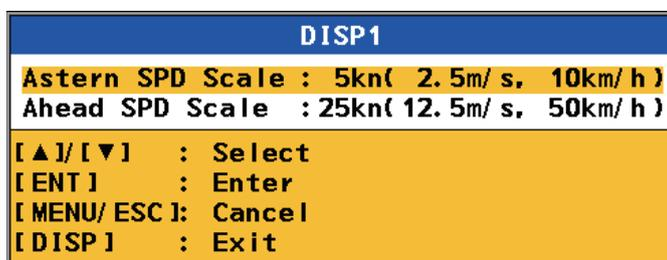 DISP1
Astern SPD Scale : 5kn( 2.5m/s, 10km/h)
Ahead SPD Scale :25kn(12.5m/s, 50km/h)
[▲]/[▼] : Select
[ENT] : Enter
[MENU/ESC]: Cancel
[DISP] : Exit